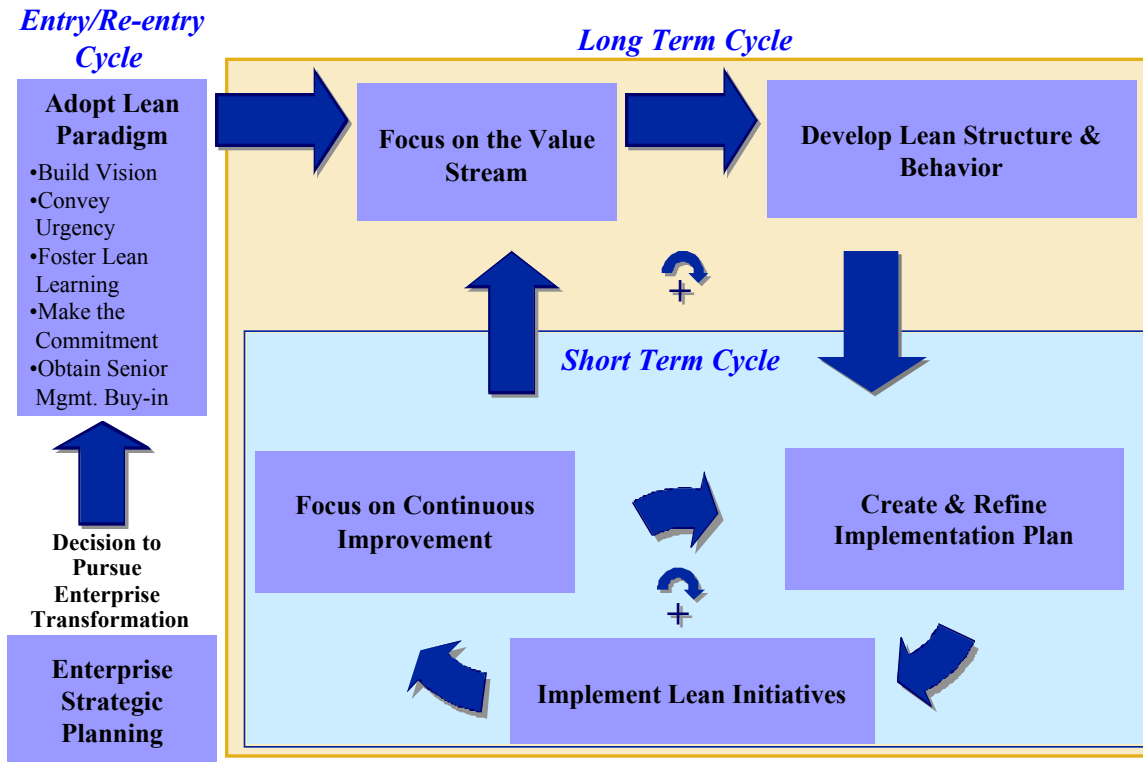 Entry/Re-entry
Cycle
Adopt Lean
Paradigm
•Build Vision
•Convey
Urgency
•Foster Lean
Learning
•Make the
Commitment
•Obtain Senior
Mgmt. Buy-in
Decision to
Pursue
Enterprise
Transformation
Enterprise
Strategic
Planning
Long Term Cycle
Focus on the Value
Stream
Develop Lean Structure &
Behavior
+
Short Term Cycle
Focus on Continuous
Improvement
Create & Refine
Implementation Plan
+
Implement Lean Initiatives